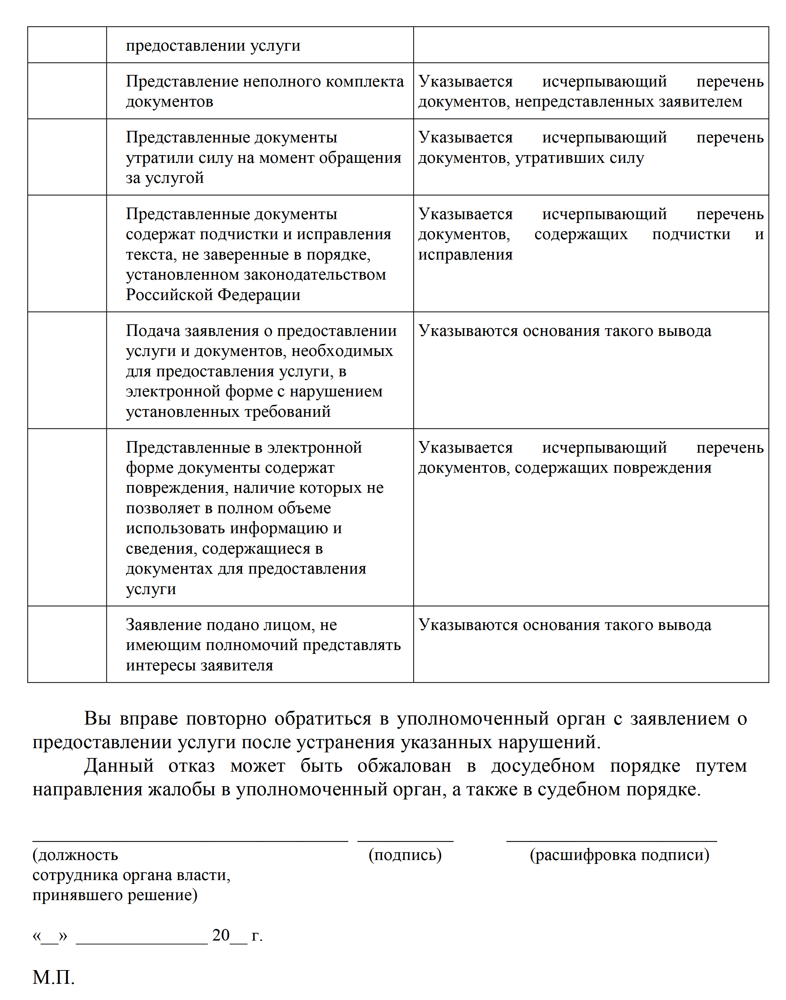 предоставлении услуги
Представление неполного комплекта
документов
Указывается исчерпывающий перечень
документов, непредставленных заявителем
Представленные документы
утратили силу на момент обращения
за услугой
Указывается исчерпывающий перечень
документов, утративших силу
Представленные документы
содержат подчистки и исправления
текста, не заверенные в порядке,
установленном законодательством
Российской Федерации
Указывается исчерпывающий перечень
документов, содержащих подчистки и
исправления
Подача заявления о предоставлении
услуги и документов, необходимых
для предоставления услуги, в
электронной форме с нарушением
установленных требований
Указываются основания такого вывода
Представленные в электронной
форме документы содержат
повреждения, наличие которых не
позволяет в полном объеме
использовать информацию и
сведения, содержащиеся в
документах для предоставления
услуги
Указывается исчерпывающий перечень
документов, содержащих повреждения
Заявление подано лицом, не
имеющим полномочий представлять
интересы заявителя
Указываются основания такого вывода
Вы вправе повторно обратиться в уполномоченный орган с заявлением о
предоставлении услуги после устранения указанных нарушений.
Данный отказ может быть обжалован в досудебном порядке путем
направления жалобы в уполномоченный орган, а также в судебном порядке.
____________________________________ ___________ ________________________
(должность (подпись) (расшифровка подписи)
сотрудника органа власти,
принявшего решение)
«__» _______________ 20__ г.
М.П.